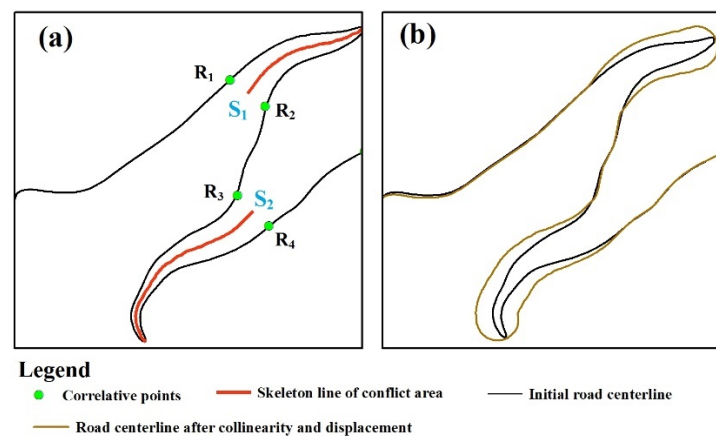 (a)
(b)
R1
S1
R2
R3
S2
R4
Legend
Correlative points
Skeleton line of conflict area
Initial road centerline
Road centerline after collinearity and displacement